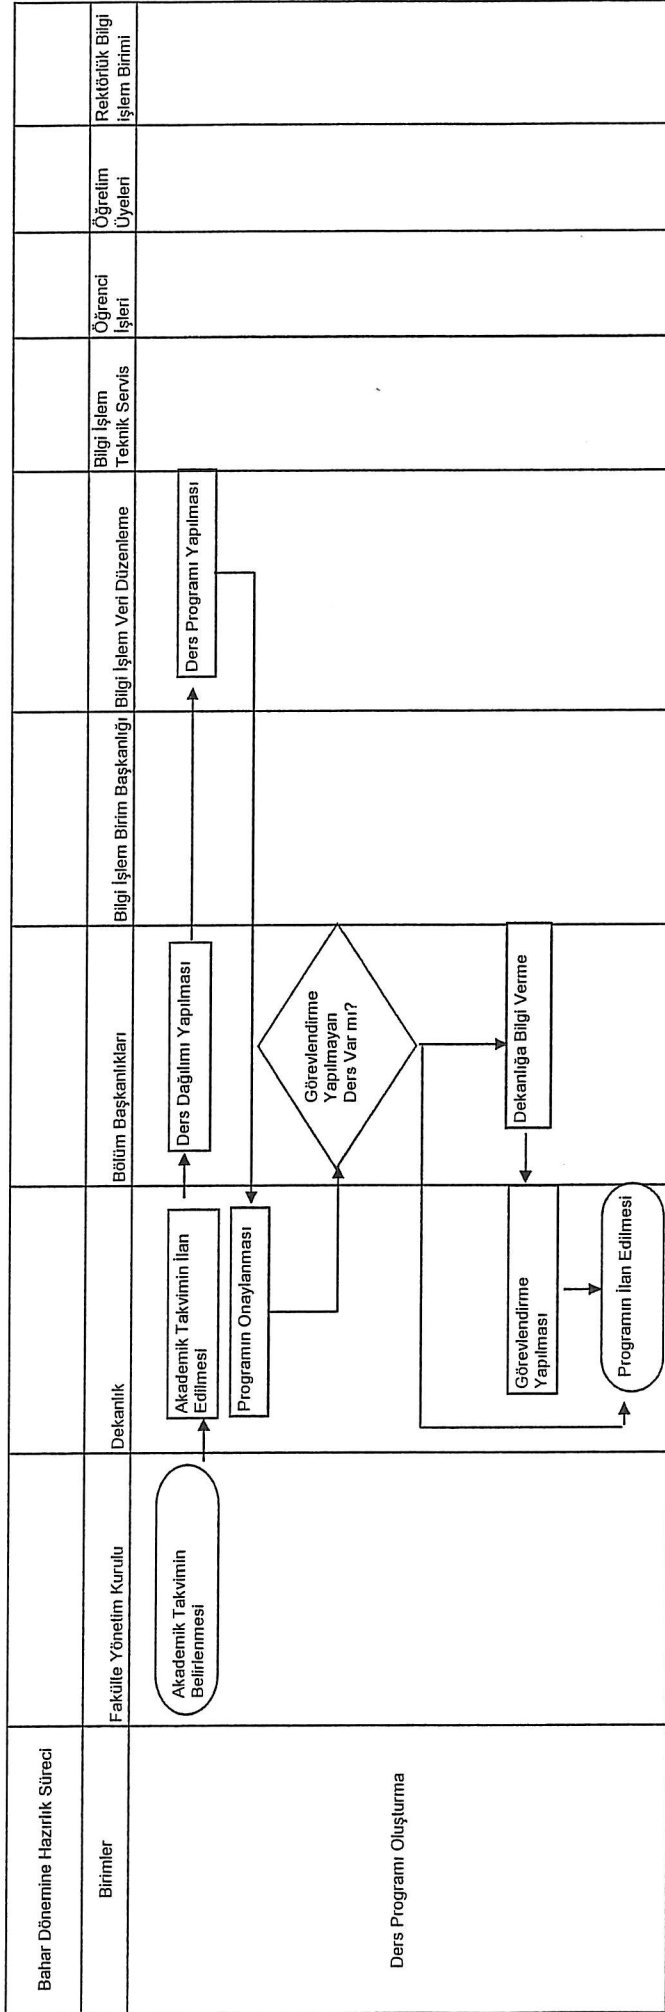 Bahar Dönemine Hazırlık Süreci
Birimler
Fakülte Yönetim Kurulu
Dekanlık
Bölüm Başkanlıkları
Bilgi İşlem Birim Başkanlığı
Bilgi İşlem Veri Düzenleme
Bilgi İşlem
Teknik Servis
Öğrenci
İşleri
Öğretim
Üyeleri
Rektörlük Bilgi
İşlem Birimi
Ders Programı Oluşturma
Akademik Takvimin
Belirlenmesi
Akademik Takvimin İlan
Edilmesi
Ders Dağılımı Yapılması
Ders Programı Yapılması
Programın Onaylanması
Görevlendirme
Yapılmayan
Ders Var mı?
Dekanlığa Bilgi Verme
Görevlendirme
Yapılması
Programın İlan Edilmesi